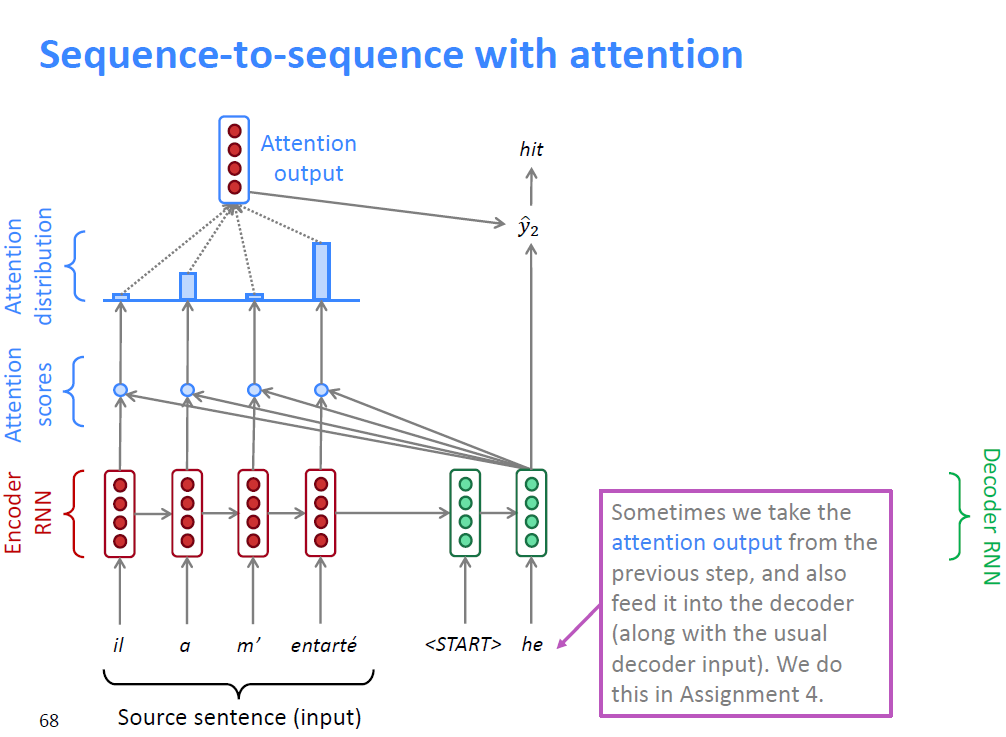 Sequence-to-sequence with attention
Attention
output
hit
ŷ₂
Attention
distribution
Attention
scores
Encoder
RNN
Decoder RNN
Sometimes we take the
attention output from the
previous step, and also
feed it into the decoder
(along with the usual
decoder input). We do
this in Assignment 4.
il a m’ entarté <START> he
Source sentence (input)
68